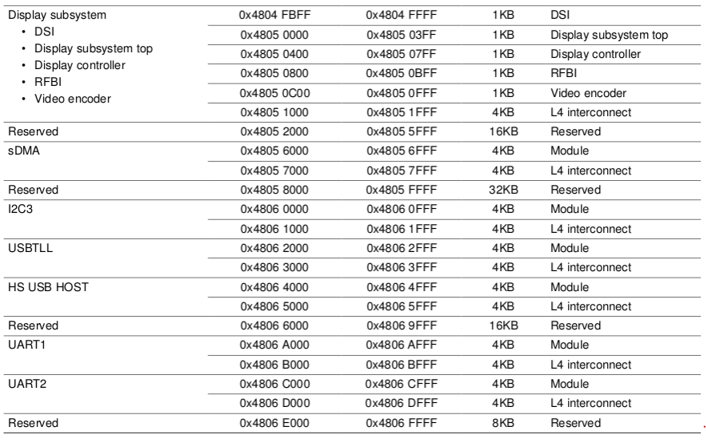 Display subsystem 0x4804 FBFF 0x4804 FFFF 1KB DSI
• DSI 0x4805 0000 0x4805 03FF 1KB Display subsystem top
• Display subsystem top 0x4805 0400 0x4805 07FF 1KB Display controller
• Display controller 0x4805 0800 0x4805 0BFF 1KB RFBI
• RFBI 0x4805 0C00 0x4805 0FFF 1KB Video encoder
• Video encoder 0x4805 1000 0x4805 1FFF 4KB L4 interconnect
Reserved 0x4805 2000 0x4805 5FFF 16KB Reserved
sDMA 0x4805 6000 0x4805 6FFF 4KB Module
0x4805 7000 0x4805 7FFF 4KB L4 interconnect
Reserved 0x4805 8000 0x4805 FFFF 32KB Reserved
I2C3 0x4806 0000 0x4806 0FFF 4KB Module
0x4806 1000 0x4806 1FFF 4KB L4 interconnect
USBTLL 0x4806 2000 0x4806 2FFF 4KB Module
0x4806 3000 0x4806 3FFF 4KB L4 interconnect
HS USB HOST 0x4806 4000 0x4806 4FFF 4KB Module
0x4806 5000 0x4806 5FFF 4KB L4 interconnect
Reserved 0x4806 6000 0x4806 9FFF 16KB Reserved
UART1 0x4806 A000 0x4806 AFFF 4KB Module
0x4806 B000 0x4806 BFFF 4KB L4 interconnect
UART2 0x4806 C000 0x4806 CFFF 4KB Module
0x4806 D000 0x4806 DFFF 4KB L4 interconnect
Reserved 0x4806 E000 0x4806 FFFF 8KB Reserved